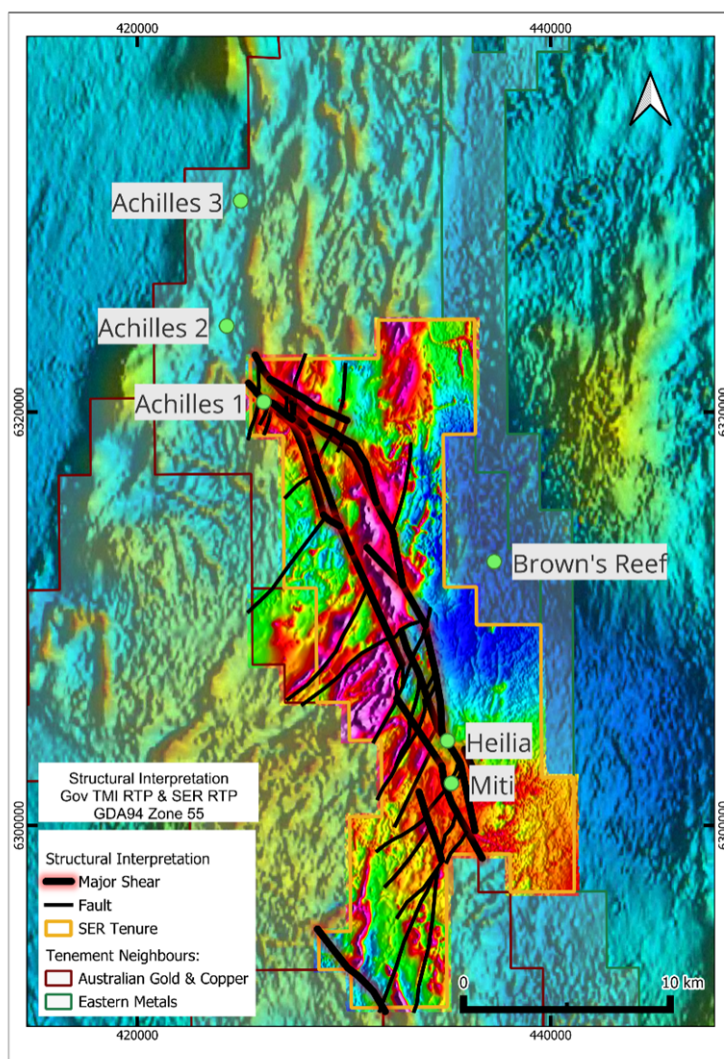 420000
440000
Achilles 3
Achilles 2
Achilles 1
6320000
6320000
Brown's Reef
Heilia
Miti
Structural Interpretation
Gov TMI RTP & SER RTP
GDA94 Zone 55
6300000
6300000
Structural Interpretation
Major Shear
Fault
SER Tenure
Tenement Neighbours:
Australian Gold & Copper
Eastern Metals
0
10 km
420000
440000